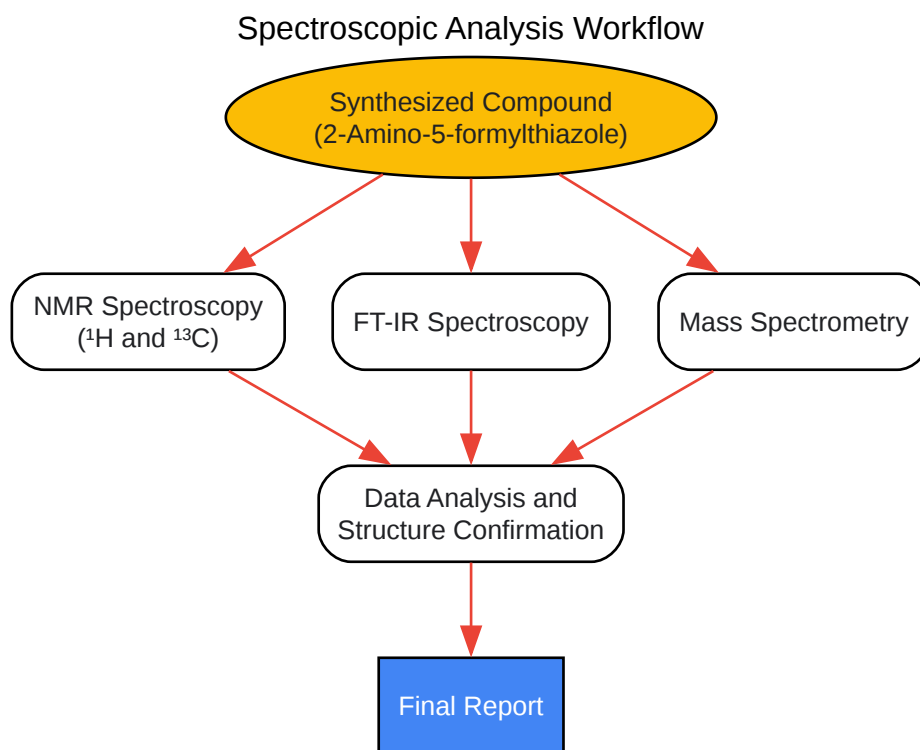 Spectroscopic Analysis Workflow
Synthesized Compound
(2-Amino-5-formylthiazole)
NMR Spectroscopy
(¹H and ¹³C)
FT-IR Spectroscopy
Mass Spectrometry
Data Analysis and
Structure Confirmation
Final Report